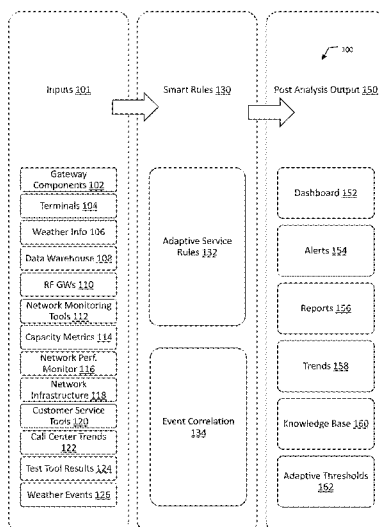 100
Inputs 101
Smart Rules 130
Post Analysis Output 150
Gateway
Components 102
Terminals 104
Weather Info 106
Data Warehouse 108
RF GWs 110
Network Monitoring
Tools 112
Capacity Metrics 114
Network Perf.
Monitor 116
Network
Infrastructure 118
Customer Service
Tools 120
Call Center Trends
122
Test Tool Results 124
Weather Events 126
Adaptive Service
Rules 132
Event Correlation
134
Dashboard 152
Alerts 154
Reports 156
Trends 158
Knowledge Base 160
Adaptive Thresholds
162